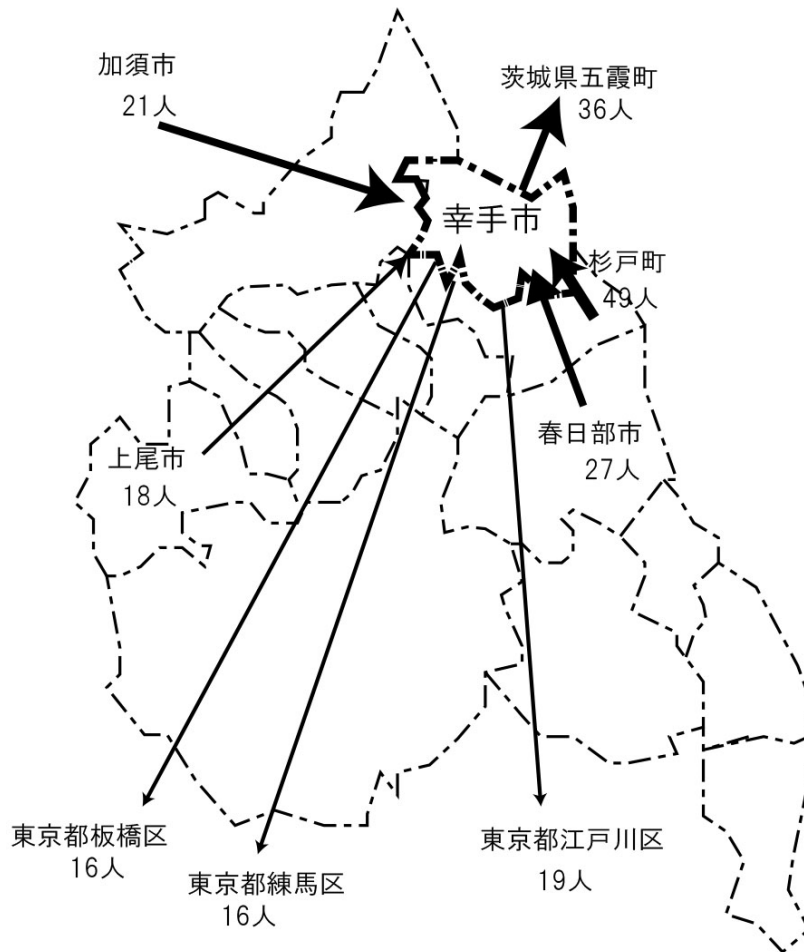 加須市
21人
茨城県五霞町
36人
幸手市
杉戸町
49人
春日部市
27人
上尾市
18人
東京都板橋区
16人
東京都練馬区
16人
東京都江戸川区
19人